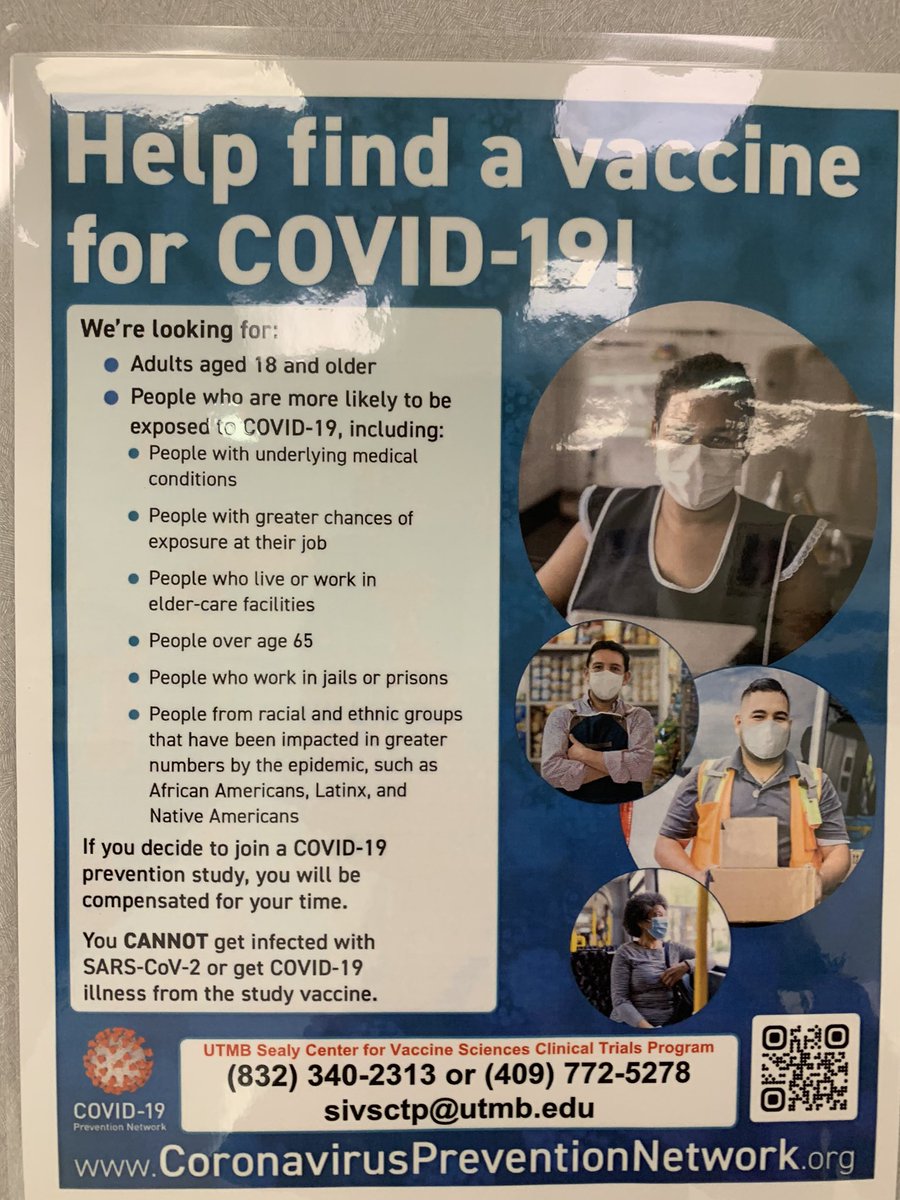 Help find a vaccine
for COVID-19!
We're looking for:
Adults aged 18 and older
People who are more likely to be
exposed to COVID-19, including:
People with underlying medical
conditions
People with greater chances of
exposure at their job
People who live or work in
elder-care facilities
People over age 65
People who work in jails or prisons
People from racial and ethnic groups
that have been impacted in greater
numbers by the epidemic, such as
African Americans, Latinx, and
Native Americans
If you decide to join a COVID-19
prevention study, you will be
compensated for your time.
You CANNOT get infected with
SARS-CoV-2 or get COVID-19
illness from the study vaccine.
COVID-19
Prevention Network
UTMB Sealy Center for Vaccine Sciences Clinical Trials Program
(832) 340-2313 or (409) 772-5278
sivsctp@utmb.edu
www.CoronavirusPreventionNetwork.org